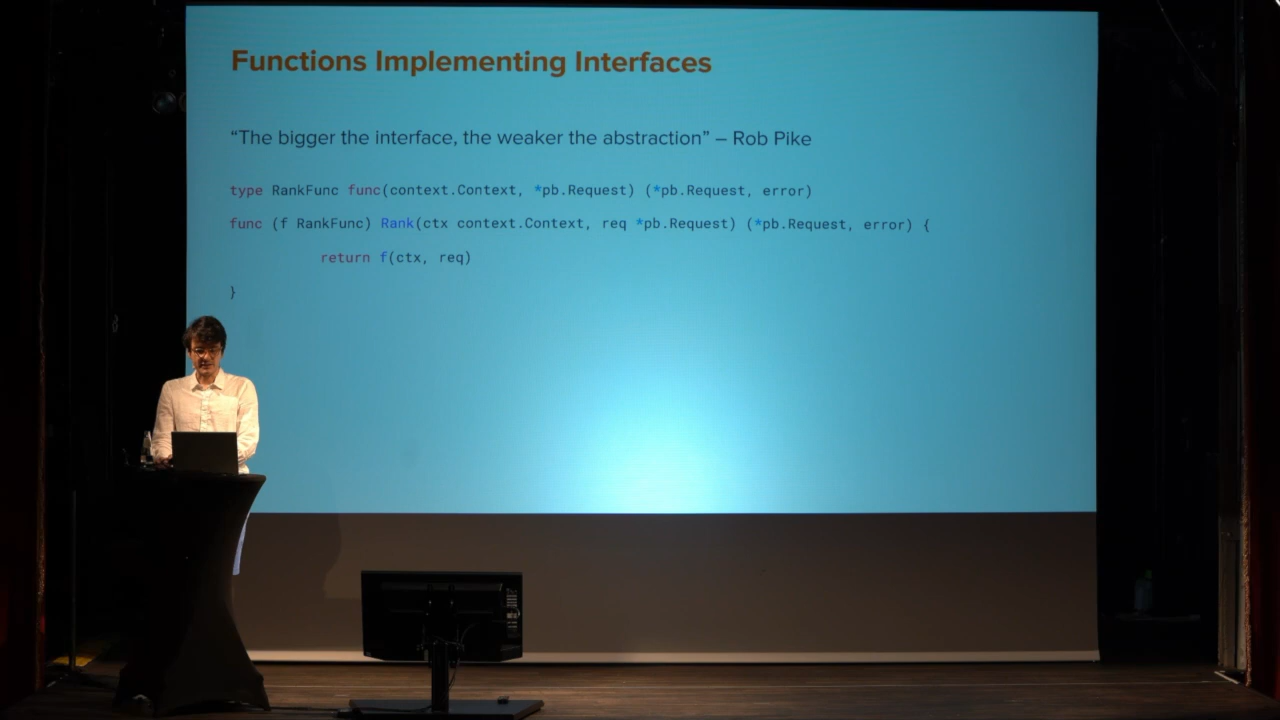 Functions Implementing Interfaces
“The bigger the interface, the weaker the abstraction” – Rob Pike
type RankFunc func(context.Context, *pb.Request) (*pb.Request, error)
func (f RankFunc) Rank(ctx context.Context, req *pb.Request) (*pb.Request, error) {
return f(ctx, req)
}